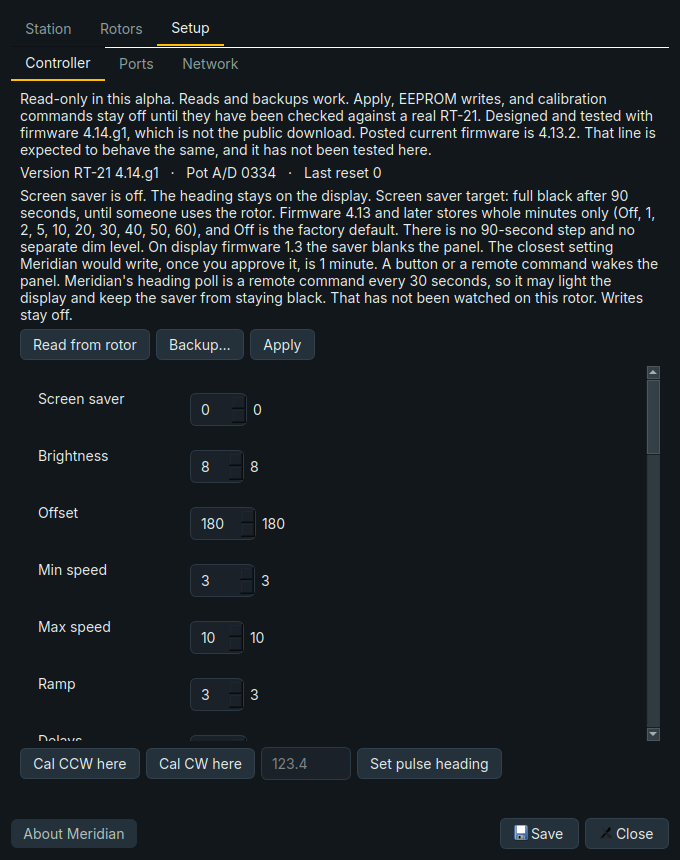 Station Rotors Setup
Controller Ports Network
Read-only in this alpha. Reads and backups work. Apply, EEPROM writes, and calibration
commands stay off until they have been checked against a real RT-21. Designed and tested with
firmware 4.14.g1, which is not the public download. Posted current firmware is 4.13.2. That line is
expected to behave the same, and it has not been tested here.
Version RT-21 4.14.g1 · Pot A/D 0334 · Last reset 0
Screen saver is off. The heading stays on the display. Screen saver target: full black after 90
seconds, until someone uses the rotor. Firmware 4.13 and later stores whole minutes only (Off, 1,
2, 5, 10, 20, 30, 40, 50, 60), and Off is the factory default. There is no 90-second step and no
separate dim level. On display firmware 1.3 the saver blanks the panel. The closest setting
Meridian would write, once you approve it, is 1 minute. A button or a remote command wakes the
panel. Meridian's heading poll is a remote command every 30 seconds, so it may light the
display and keep the saver from staying black. That has not been watched on this rotor. Writes
stay off.
Read from rotor Backup... Apply
Screen saver 0 0
Brightness 8 8
Offset 180 180
Min speed 3 3
Max speed 10 10
Ramp 3 3
Delays
Cal CCW here Cal CW here 123.4 Set pulse heading
About Meridian Save Close